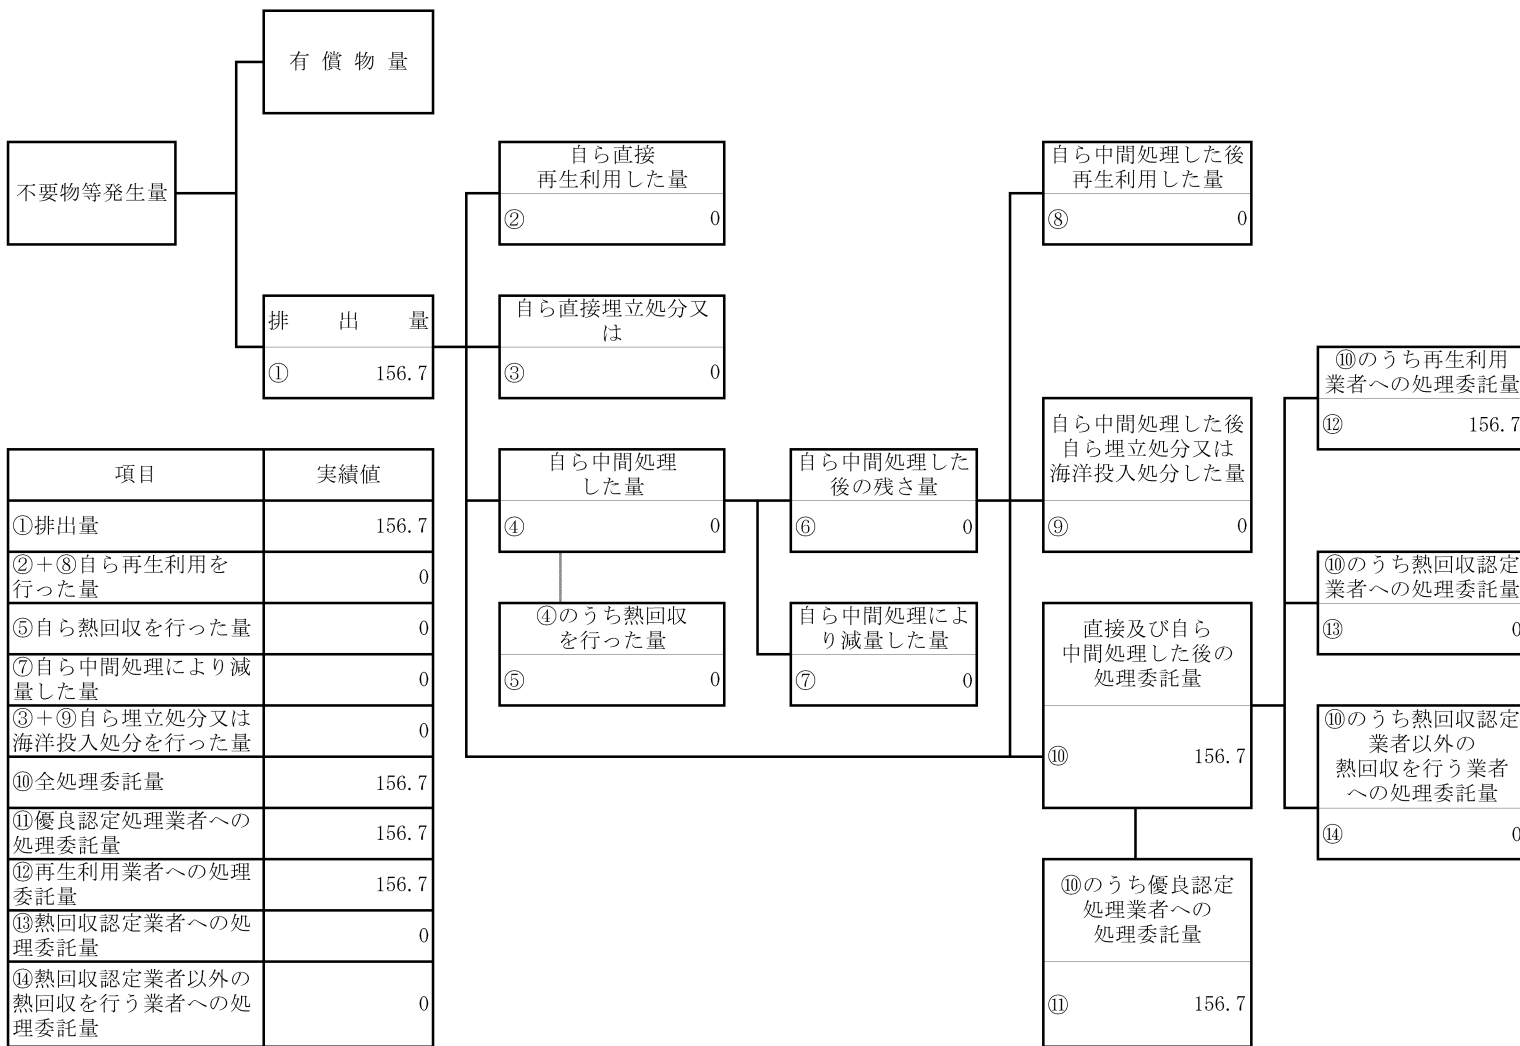 有償物量
不要物等発生量
排出量
① 156.7
自ら直接
再生利用した量
② 0
自ら直接埋立処分又
は
③ 0
自ら中間処理
した量
④ 0
④のうち熱回収
を行った量
⑤ 0
自ら中間処理した
後の残さ量
⑥ 0
自ら中間処理によ
り減量した量
⑦ 0
自ら中間処理した後
再生利用した量
⑧ 0
自ら中間処理した後
自ら埋立処分又は
海洋投入処分した量
⑨ 0
直接及び自ら
中間処理した後の
処理委託量
⑩ 156.7
⑩のうち優良認定
処理業者への
処理委託量
⑪ 156.7
⑩のうち再生利用
業者への処理委託量
⑫ 156.7
⑩のうち熱回収認定
業者への処理委託量
⑬ 0
⑩のうち熱回収認定
業者以外の
熱回収を行う業者
への処理委託量
⑭ 0
項目 実績値
①排出量 156.7
②＋⑧自ら再生利用を
行った量 0
⑤自ら熱回収を行った量 0
⑦自ら中間処理により減
量した量 0
③＋⑨自ら埋立処分又は
海洋投入処分を行った量 0
⑩全処理委託量 156.7
⑪優良認定処理業者への
処理委託量 156.7
⑫再生利用業者への処理
委託量 156.7
⑬熱回収認定業者への処
理委託量 0
⑭熱回収認定業者以外の
熱回収を行う業者への処
理委託量 0